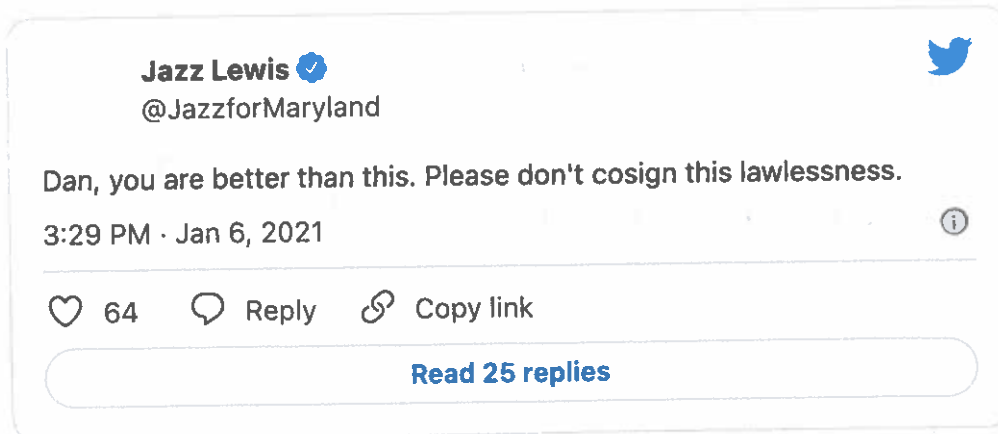 Jazz Lewis
@JazzforMaryland
Dan, you are better than this. Please don't cosign this lawlessness.
3:29 PM · Jan 6, 2021
64 Reply Copy link
Read 25 replies